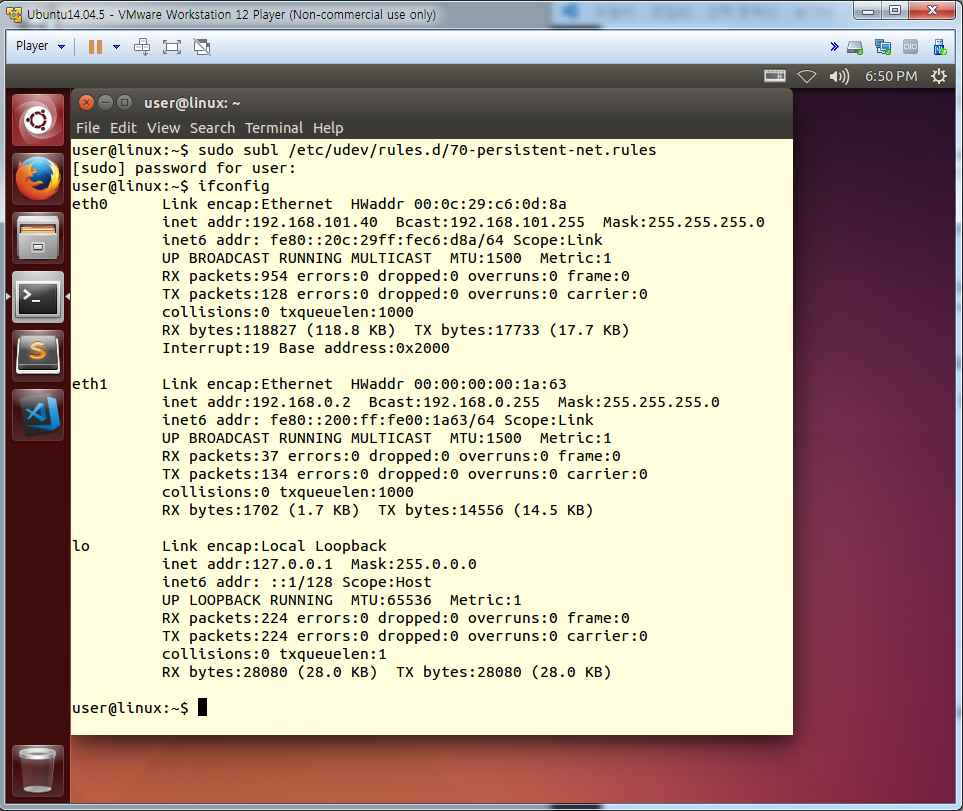 Ubuntu14.04.5 - VMware Workstation 12 Player (Non-commercial use only)
Player
6:50 PM
user@linux: ~
File Edit View Search Terminal Help
user@linux:~$ sudo subl /etc/udev/rules.d/70-persistent-net.rules
[sudo] password for user:
user@linux:~$ ifconfig
eth0      Link encap:Ethernet  HWaddr 00:0c:29:c6:0d:8a
          inet addr:192.168.101.40  Bcast:192.168.101.255  Mask:255.255.255.0
          inet6 addr: fe80::20c:29ff:fec6:d8a/64 Scope:Link
          UP BROADCAST RUNNING MULTICAST  MTU:1500  Metric:1
          RX packets:954 errors:0 dropped:0 overruns:0 frame:0
          TX packets:128 errors:0 dropped:0 overruns:0 carrier:0
          collisions:0 txqueuelen:1000
          RX bytes:118827 (118.8 KB)  TX bytes:17733 (17.7 KB)
          Interrupt:19 Base address:0x2000
eth1      Link encap:Ethernet  HWaddr 00:00:00:00:1a:63
          inet addr:192.168.0.2  Bcast:192.168.0.255  Mask:255.255.255.0
          inet6 addr: fe80::200:ff:fe00:1a63/64 Scope:Link
          UP BROADCAST RUNNING MULTICAST  MTU:1500  Metric:1
          RX packets:37 errors:0 dropped:0 overruns:0 frame:0
          TX packets:134 errors:0 dropped:0 overruns:0 carrier:0
          collisions:0 txqueuelen:1000
          RX bytes:1702 (1.7 KB)  TX bytes:14556 (14.5 KB)
lo        Link encap:Local Loopback
          inet addr:127.0.0.1  Mask:255.0.0.0
          inet6 addr: ::1/128 Scope:Host
          UP LOOPBACK RUNNING  MTU:65536  Metric:1
          RX packets:224 errors:0 dropped:0 overruns:0 frame:0
          TX packets:224 errors:0 dropped:0 overruns:0 carrier:0
          collisions:0 txqueuelen:1
          RX bytes:28080 (28.0 KB)  TX bytes:28080 (28.0 KB)
user@linux:~$